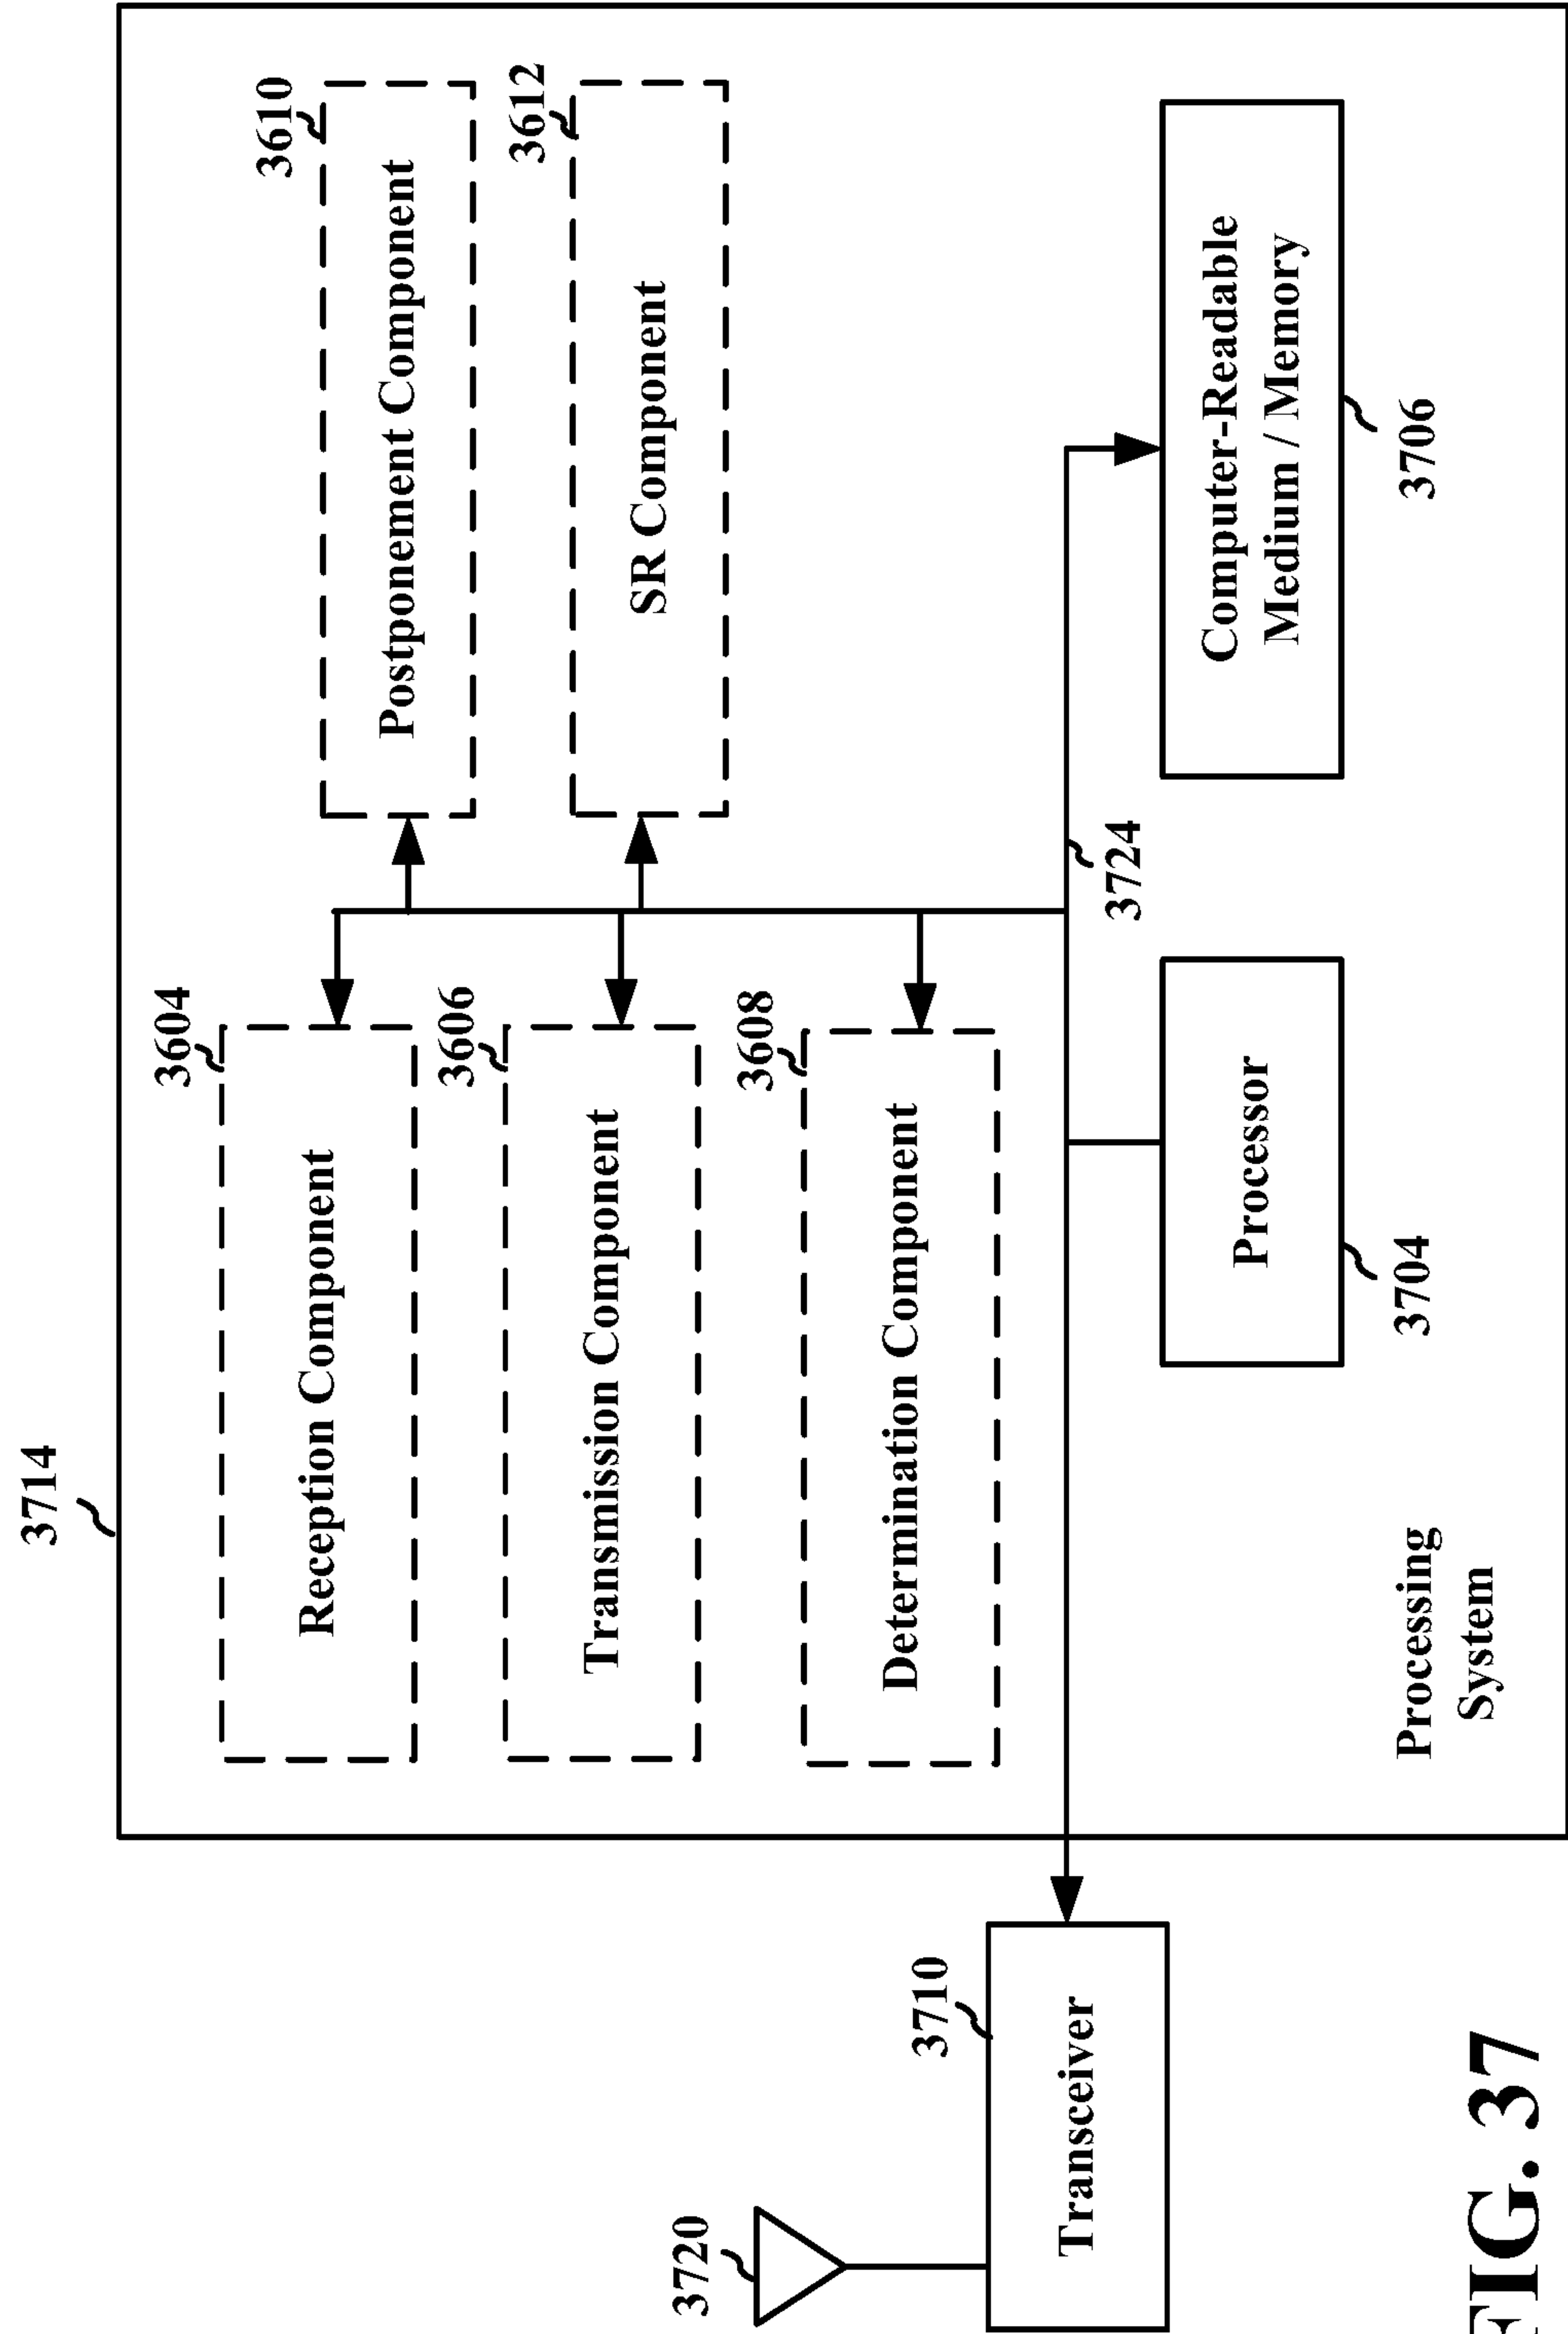 3714
3604
Reception Component
3606
Transmission Component
3608
Determination Component
3610
Postponement Component
3612
SR Component
3720
3710
Transceiver
3724
Processor
3704
Computer-Readable
Medium / Memory
3706
Processing
System
FIG. 37